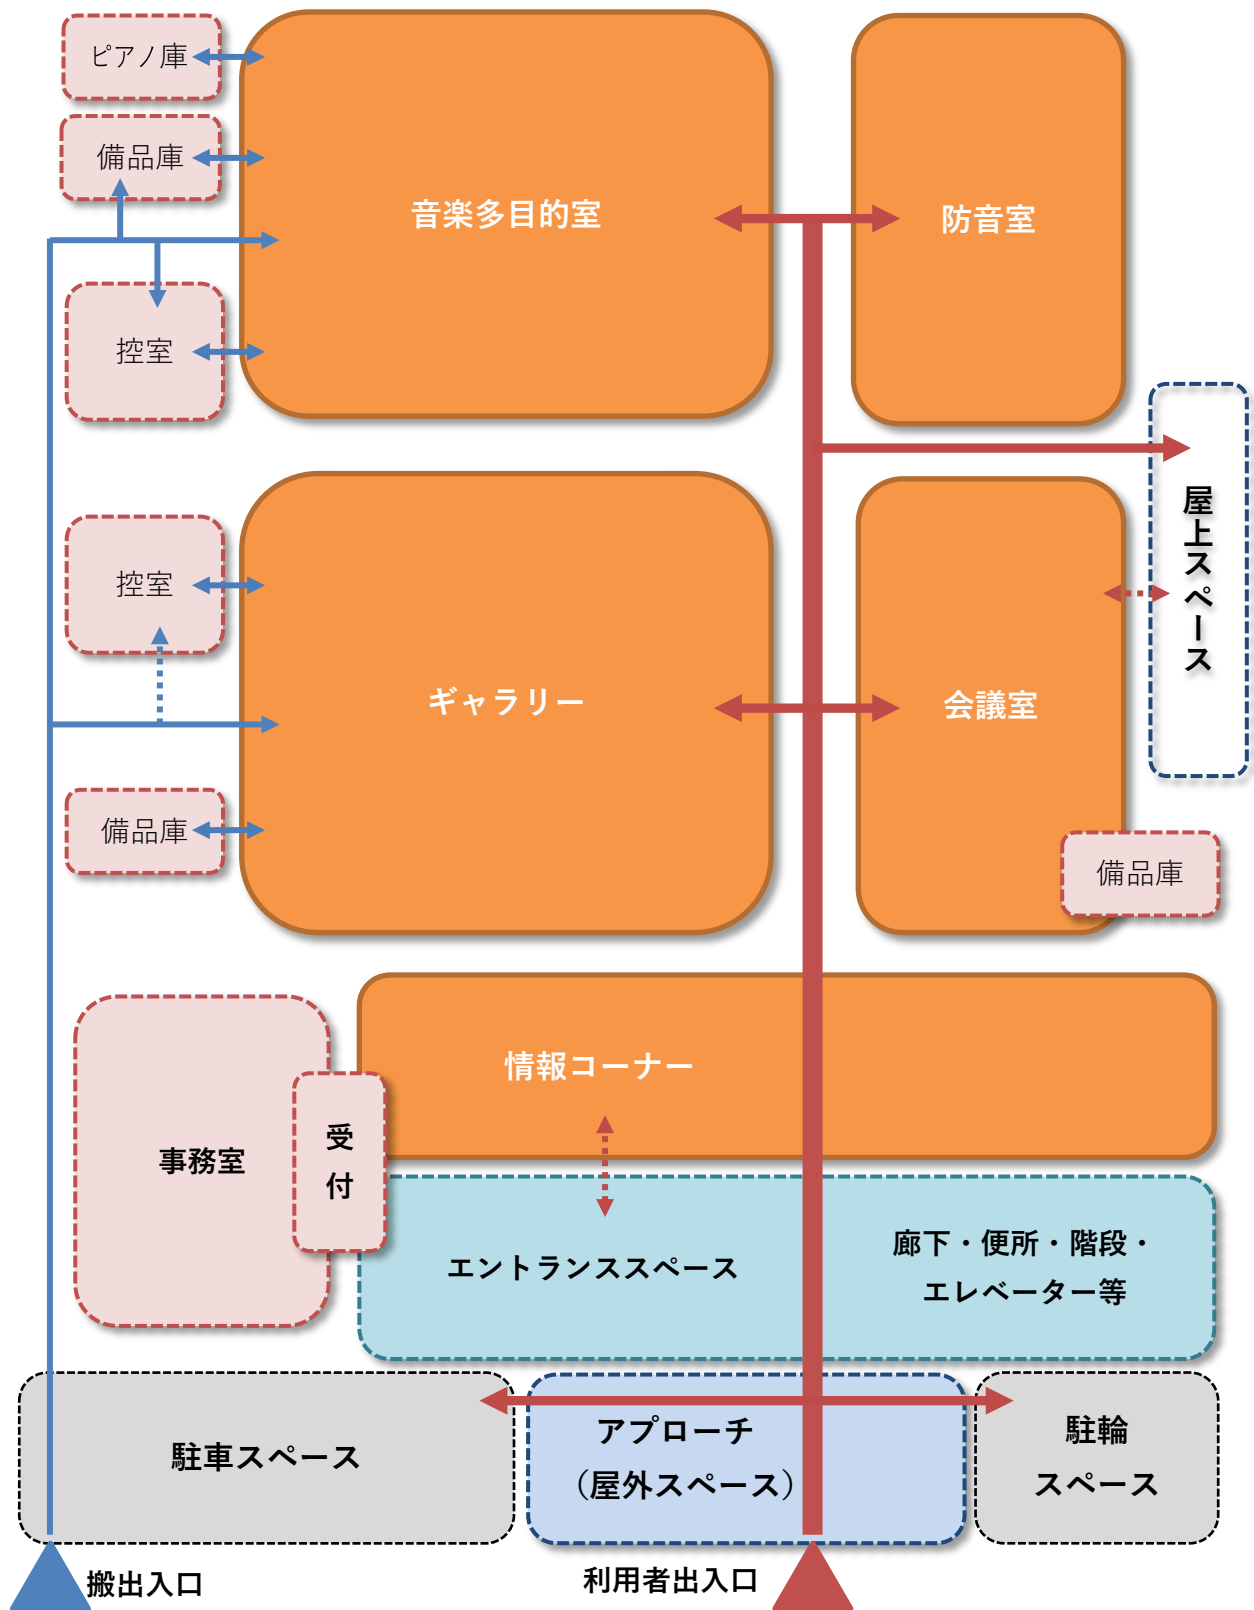 ピアノ庫
備品庫
音楽多目的室
防音室
控室
屋上スペース
控室
ギャラリー
会議室
備品庫
備品庫
情報コーナー
事務室
受
付
エントランススペース
廊下・便所・階段・
エレベーター等
駐車スペース
アプローチ
（屋外スペース）
駐輪
スペース
搬出入口
利用者出入口